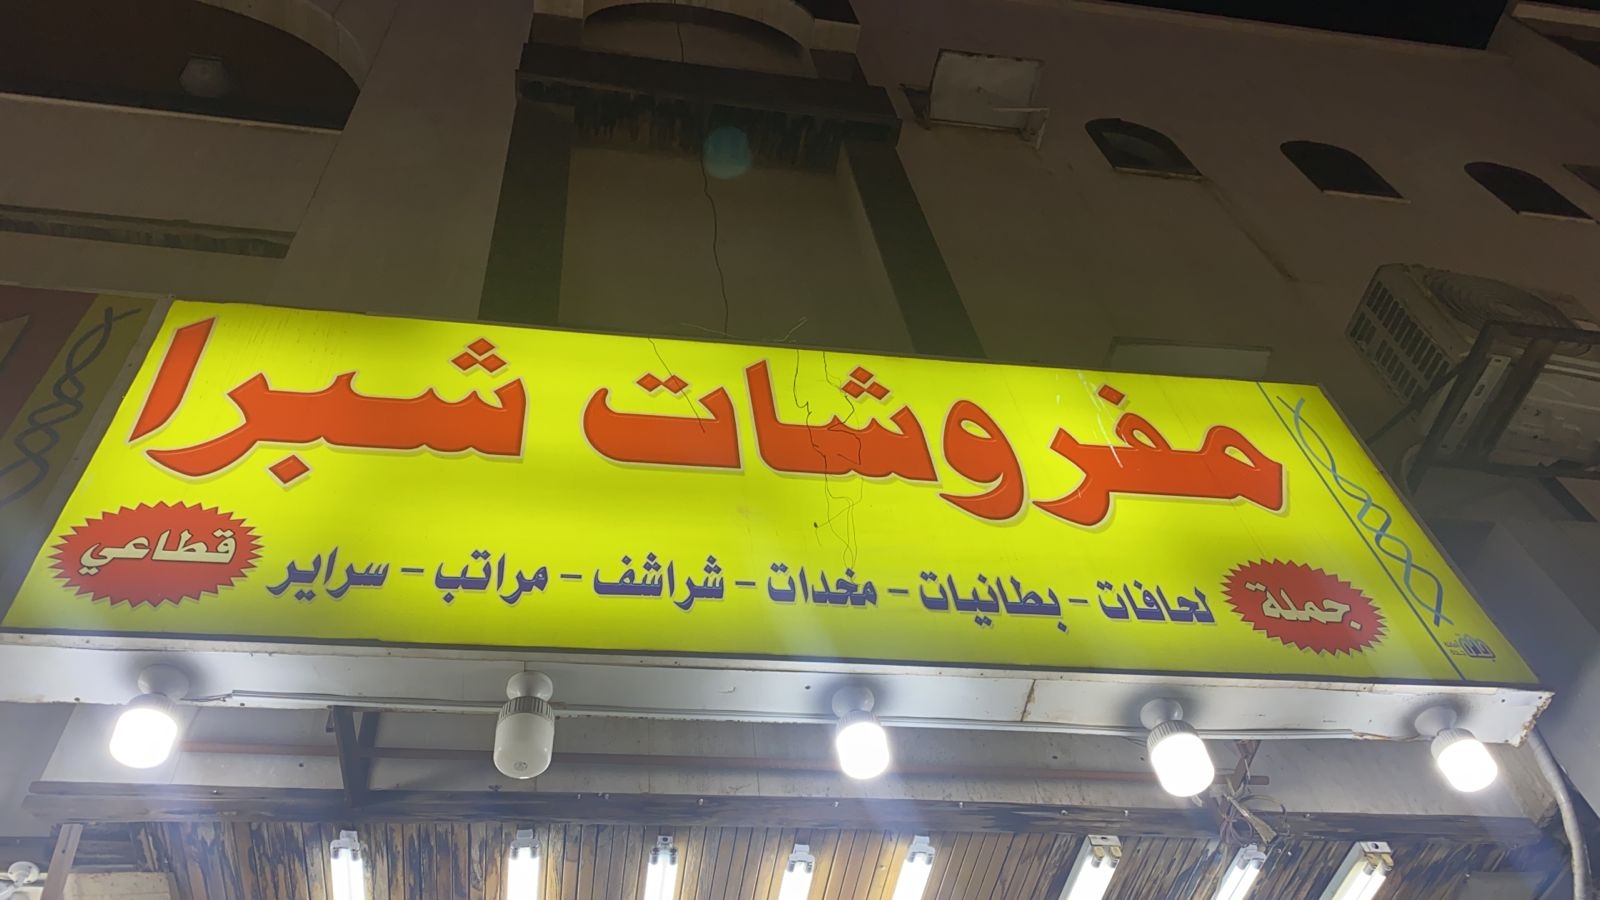 مفروشات شبرا
جملة
لحافات - بطانيات - مخدات - شراشف - مراتب - سراير
قطاعي